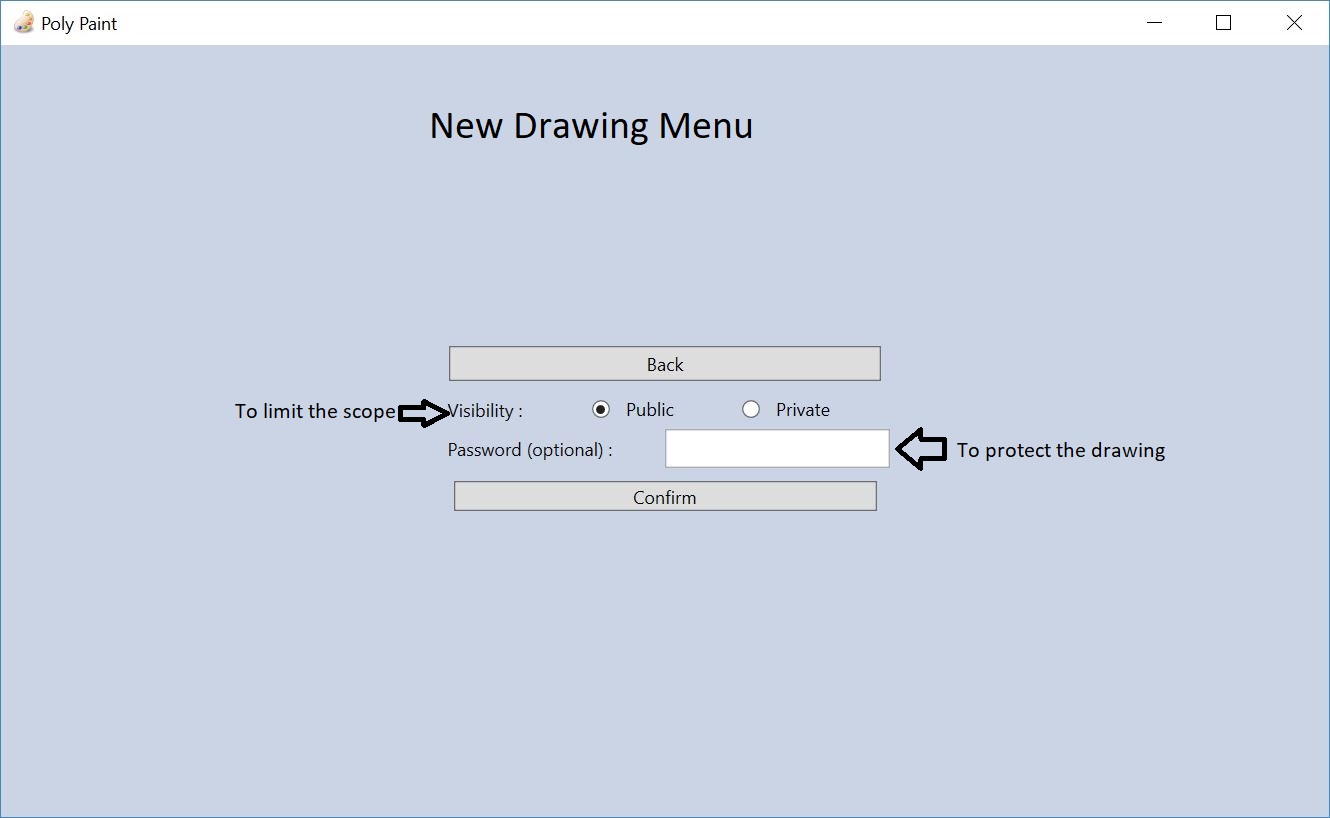 Poly Paint
New Drawing Menu
Back
To limit the scope Visibility : Public Private
Password (optional) : To protect the drawing
Confirm